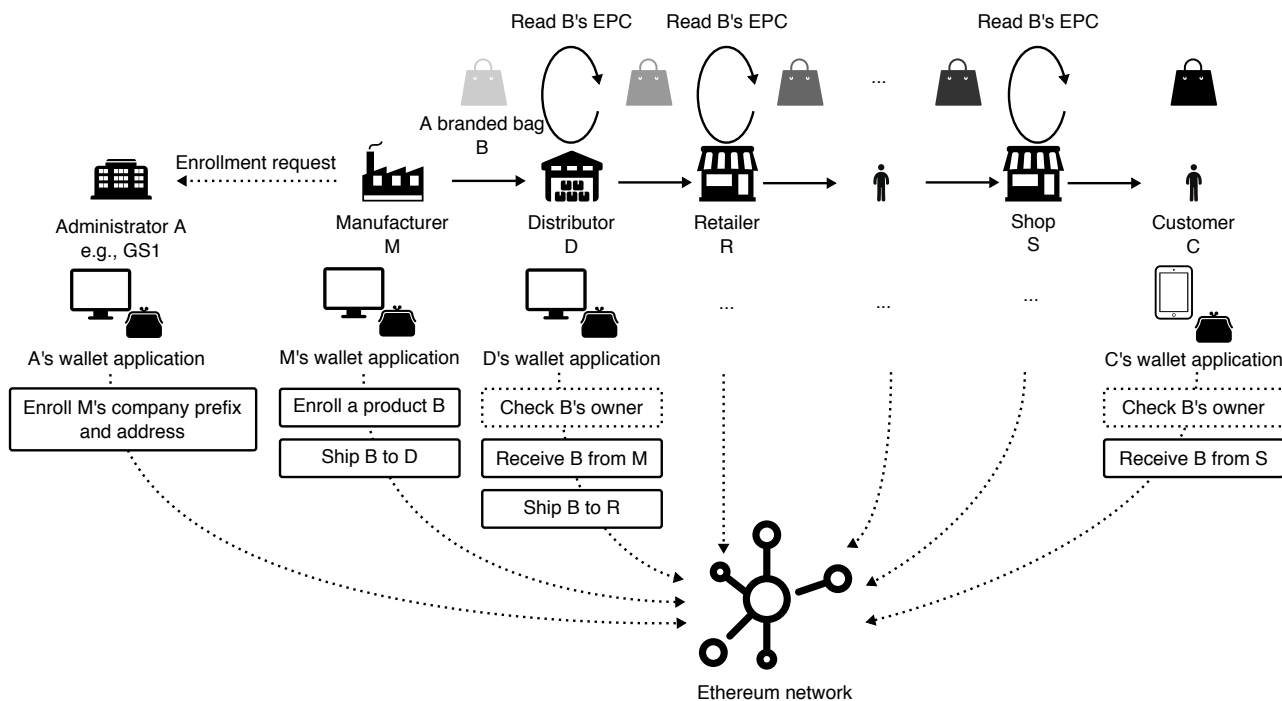 Read B's EPC
Read B's EPC
Read B's EPC
...
A branded bag
B
Enrollment request
Administrator A
e.g., GS1
Manufacturer
M
Distributor
D
Retailer
R
Shop
S
Customer
C
...
...
...
A's wallet application
M's wallet application
D's wallet application
C's wallet application
Enroll M's company prefix
and address
Enroll a product B
Ship B to D
Check B's owner
Receive B from M
Ship B to R
Check B's owner
Receive B from S
Ethereum network